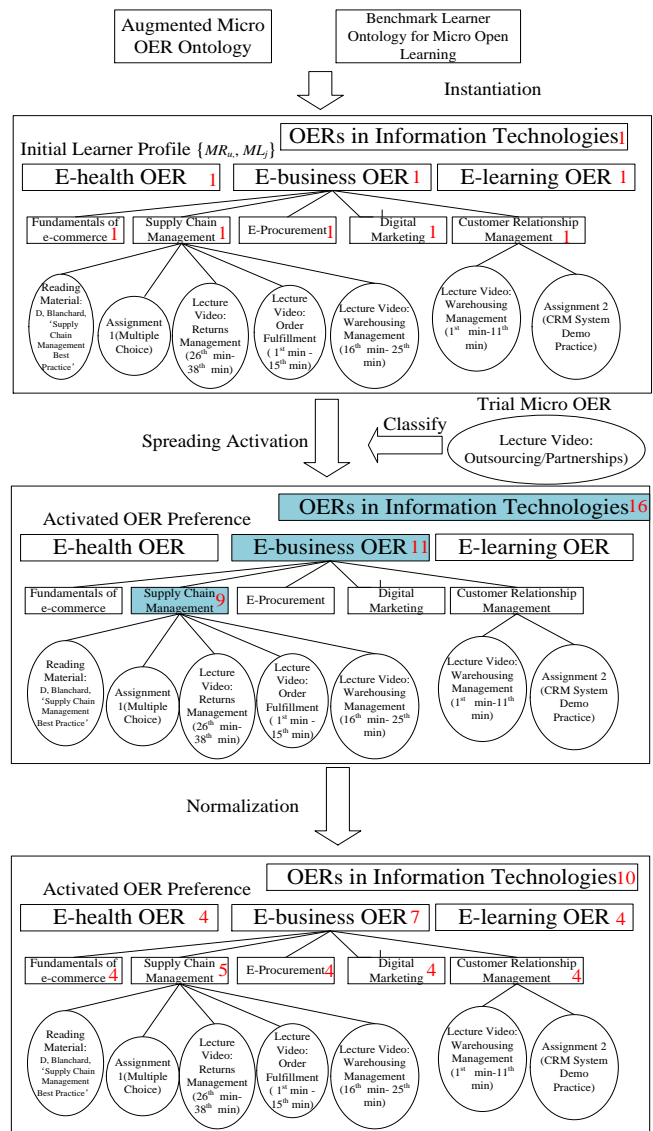 Augmented Micro
OER Ontology
Benchmark Learner
Ontology for Micro Open
Learning
Instantiation
Initial Learner Profile {MRu,, MLj}
OERs in Information Technologies 1
E-health OER 1
E-business OER 1
E-learning OER 1
Fundamentals of
e-commerce 1
Supply Chain
Management 1
E-Procurement 1
Digital
Marketing 1
Customer Relationship
Management 1
Reading
Material:
D, Blanchard,
‘Supply
Chain
Management
Best
Practice’
Assignment
1(Multiple
Choice)
Lecture
Video:
Returns
Management
(26th min-
38th min)
Lecture
Video:
Order
Fulfillment
( 1st min -
15th min)
Lecture Video:
Warehousing
Management
(16th min- 25th
min)
Lecture Video:
Warehousing
Management
(1st min-11th
min)
Assignment 2
(CRM System
Demo
Practice)
Spreading Activation
Classify
Trial Micro OER
Lecture Video:
Outsourcing/Partnerships)
Activated OER Preference
OERs in Information Technologies 16
E-health OER
E-business OER 11
E-learning OER
Fundamentals of
e-commerce
Supply Chain
Management 9
E-Procurement
Digital
Marketing
Customer Relationship
Management
Reading
Material:
D, Blanchard,
‘Supply Chain
Management
Best Practice’
Assignment
1(Multiple
Choice)
Lecture
Video:
Returns
Management
(26th min-
38th min)
Lecture
Video:
Order
Fulfillment
( 1st min -
15th min)
Lecture Video:
Warehousing
Management
(16th min- 25th
min)
Lecture Video:
Warehousing
Management
(1st min-11th
min)
Assignment 2
(CRM System
Demo
Practice)
Normalization
Activated OER Preference
OERs in Information Technologies 10
E-health OER 4
E-business OER 7
E-learning OER 4
Fundamentals of
e-commerce 4
Supply Chain
Management 5
E-Procurement 4
Digital
Marketing 4
Customer Relationship
Management 4
Reading
Material:
D, Blanchard,
‘Supply Chain
Management
Best Practice’
Assignment
1(Multiple
Choice)
Lecture
Video:
Returns
Management
(26th min-
38th min)
Lecture
Video:
Order
Fulfillment
( 1st min -
15th min)
Lecture Video:
Warehousing
Management
(16th min- 25th
min)
Lecture Video:
Warehousing
Management
(1st min-11th
min)
Assignment 2
(CRM System
Demo
Practice)